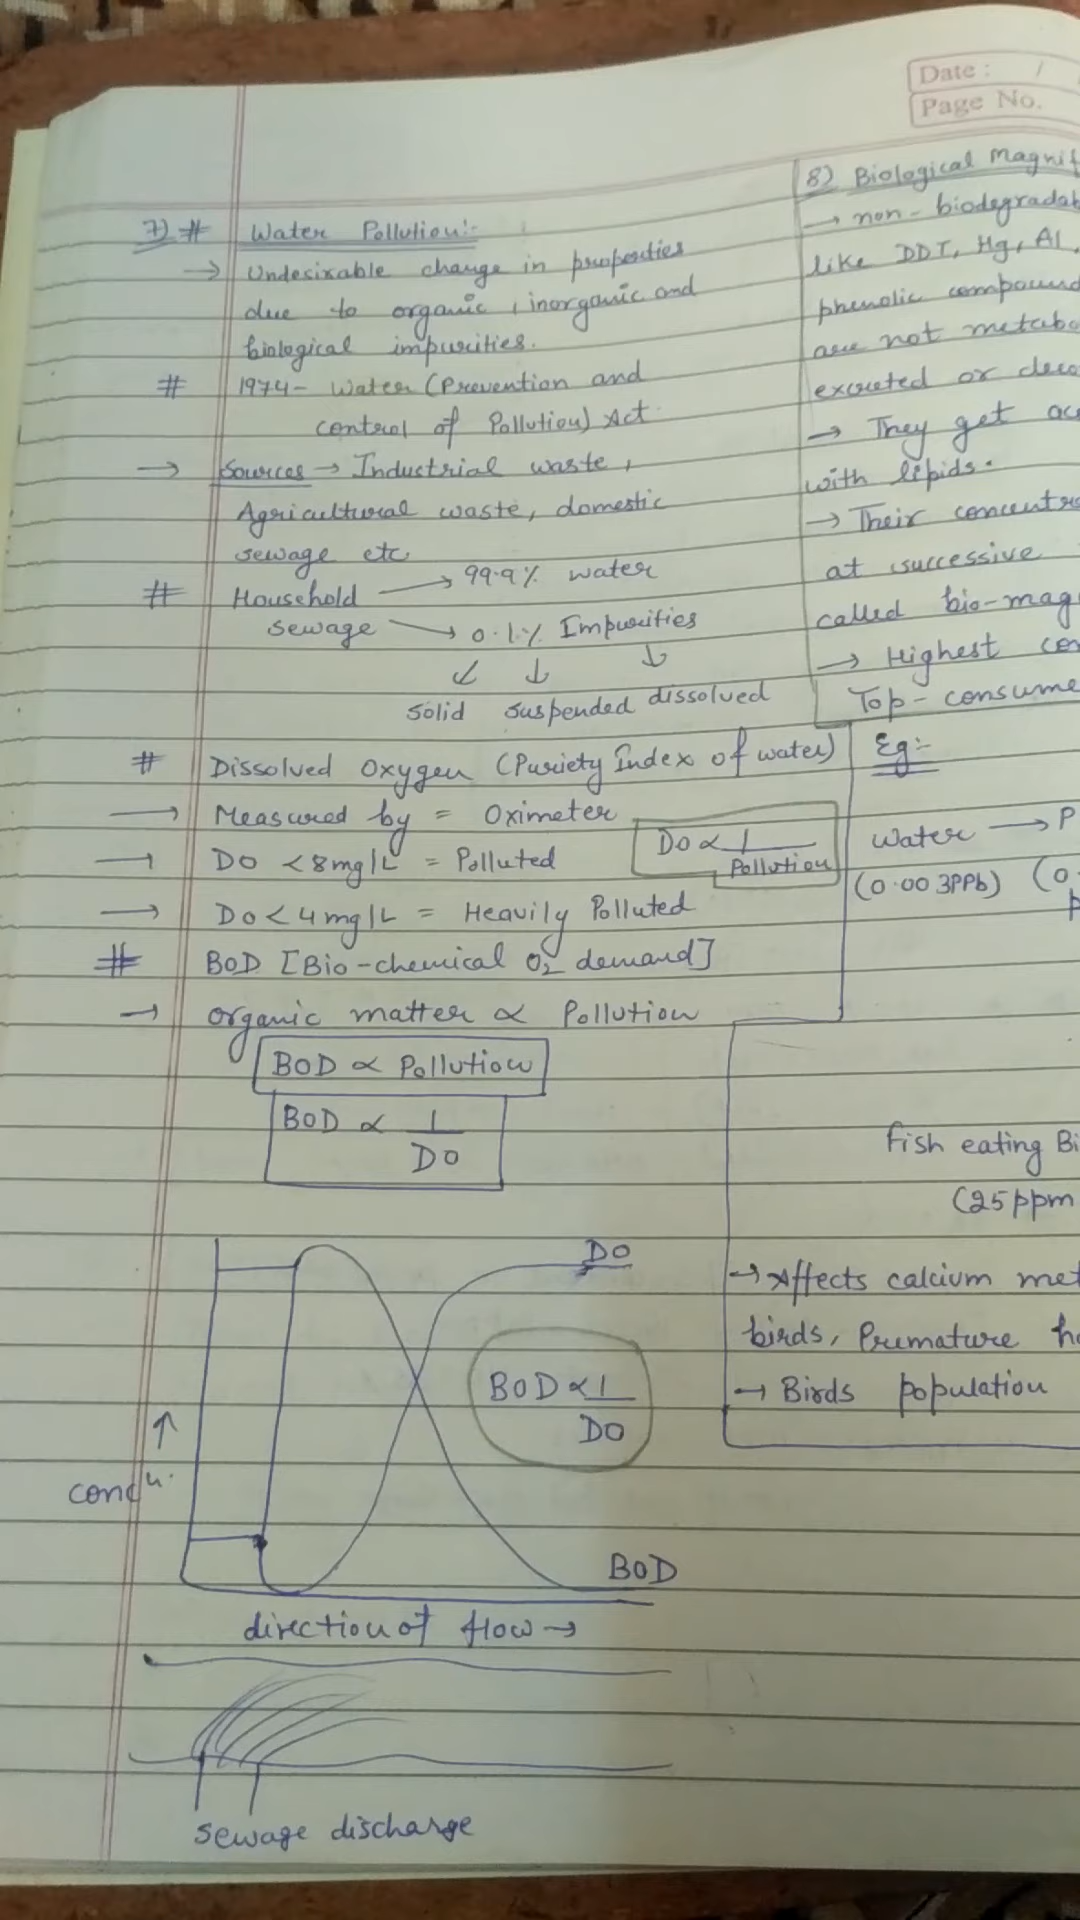 Date : /
Page No.
7) # Water Pollution:-
→ Undesirable change in properties
due to organic, inorganic and
biological impurities.
# 1974- Water (Prevention and
control of Pollution) Act.
→ Sources → Industrial waste,
Agricultural waste, domestic
sewage etc
# Household → 99.9% water
sewage → 0.1% Impurities
↙ ↓ ↓
Solid suspended dissolved
# Dissolved Oxygen (Puriety Index of water)
→ Measured by = Oximeter
→ DO <8mg/L = Polluted
DO ∝ 1
Pollution
→ DO<4mg/L = Heavily Polluted
# BOD [Bio-chemical O2 demand]
→ organic matter ∝ Pollution
BOD ∝ Pollution
BOD ∝ 1
DO
DO
BOD ∝ 1
DO
↑
concn.
BOD
direction of flow →
sewage discharge
8) Biological Magnif
→ non-biodegradab
like DDT, Hg, Al,
phenolic compound
are not metabo
excreted or deco
→ They get ac
with lipids.
→ Their concentra
at successive
called bio-mag
→ Highest con
Top-consume
Eg:-
Water → P
(0.003PPb) (0.
Fish eating Bi
(25ppm
→ Affects calcium met
birds, Premature ha
→ Birds population